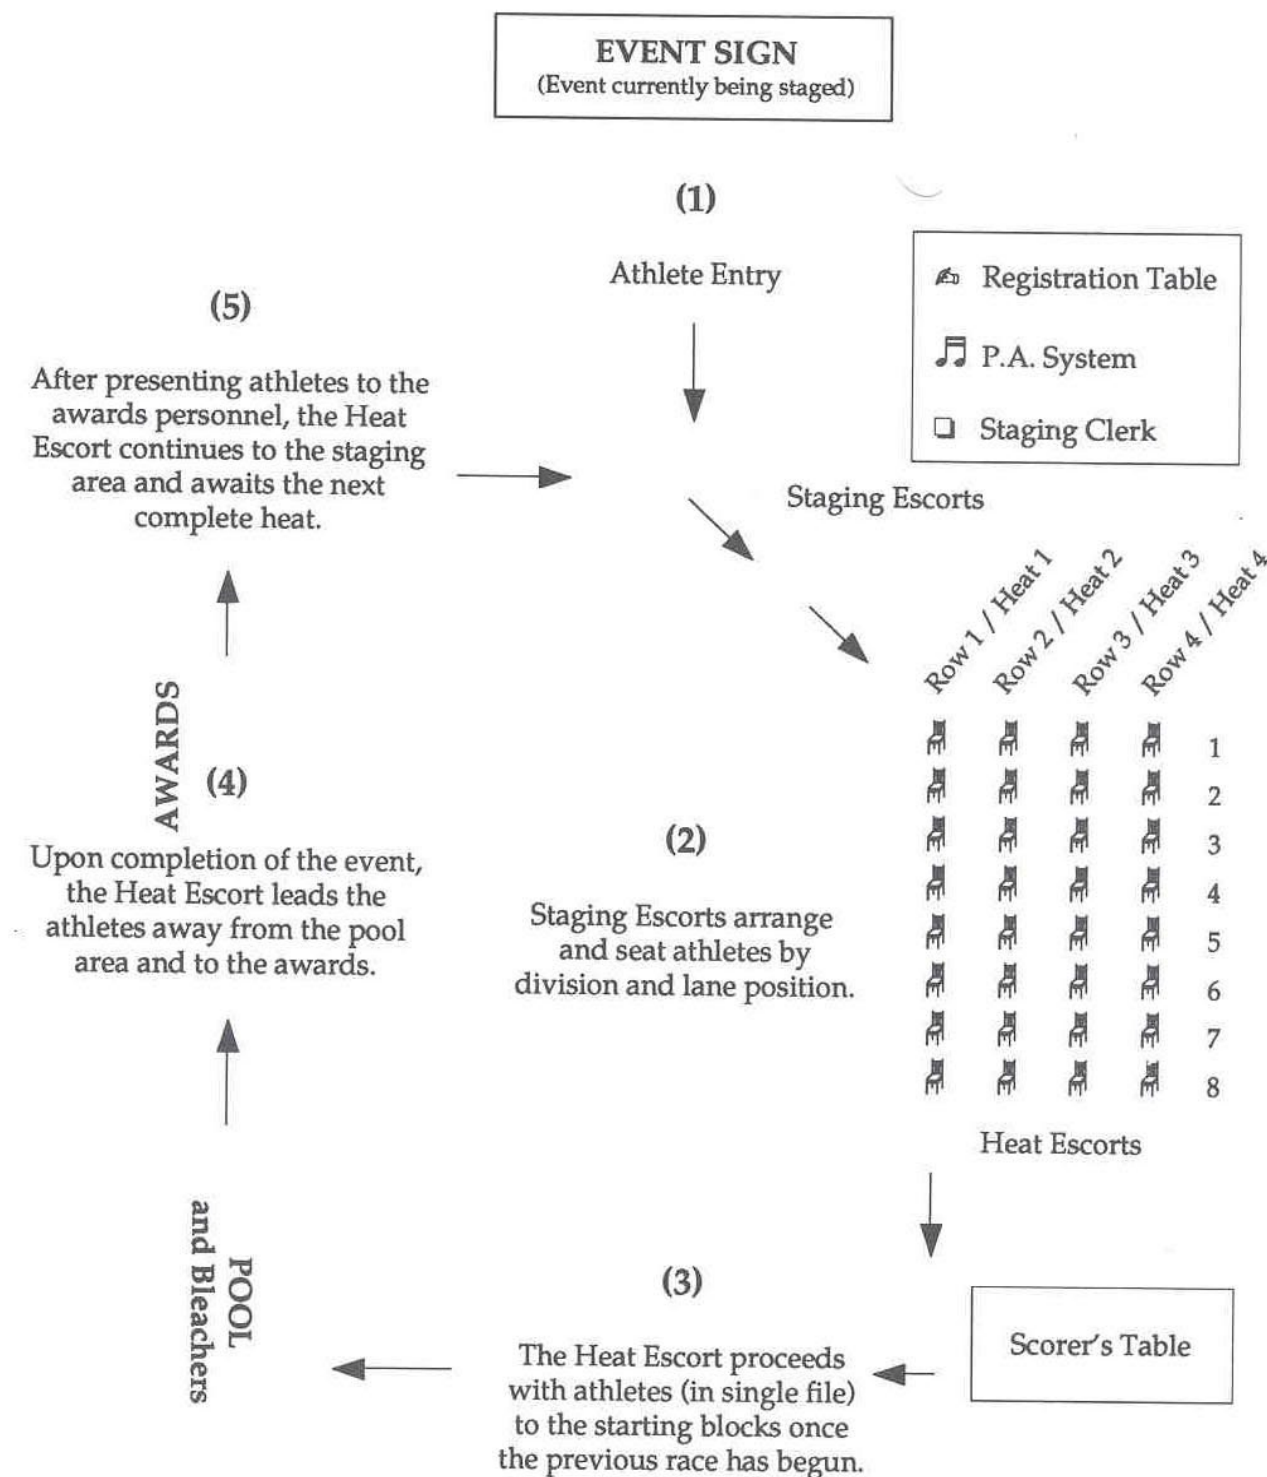 EVENT SIGN
(Event currently being staged)
(1)
Athlete Entry
Registration Table
P.A. System
Staging Clerk
(5)
After presenting athletes to the
awards personnel, the Heat
Escort continues to the staging
area and awaits the next
complete heat.
Staging Escorts
Row 1 / Heat 1
Row 2 / Heat 2
Row 3 / Heat 3
Row 4 / Heat 4
1
2
3
4
5
6
7
8
AWARDS
(4)
Upon completion of the event,
the Heat Escort leads the
athletes away from the pool
area and to the awards.
(2)
Staging Escorts arrange
and seat athletes by
division and lane position.
Heat Escorts
POOL
and Bleachers
(3)
The Heat Escort proceeds
with athletes (in single file)
to the starting blocks once
the previous race has begun.
Scorer's Table